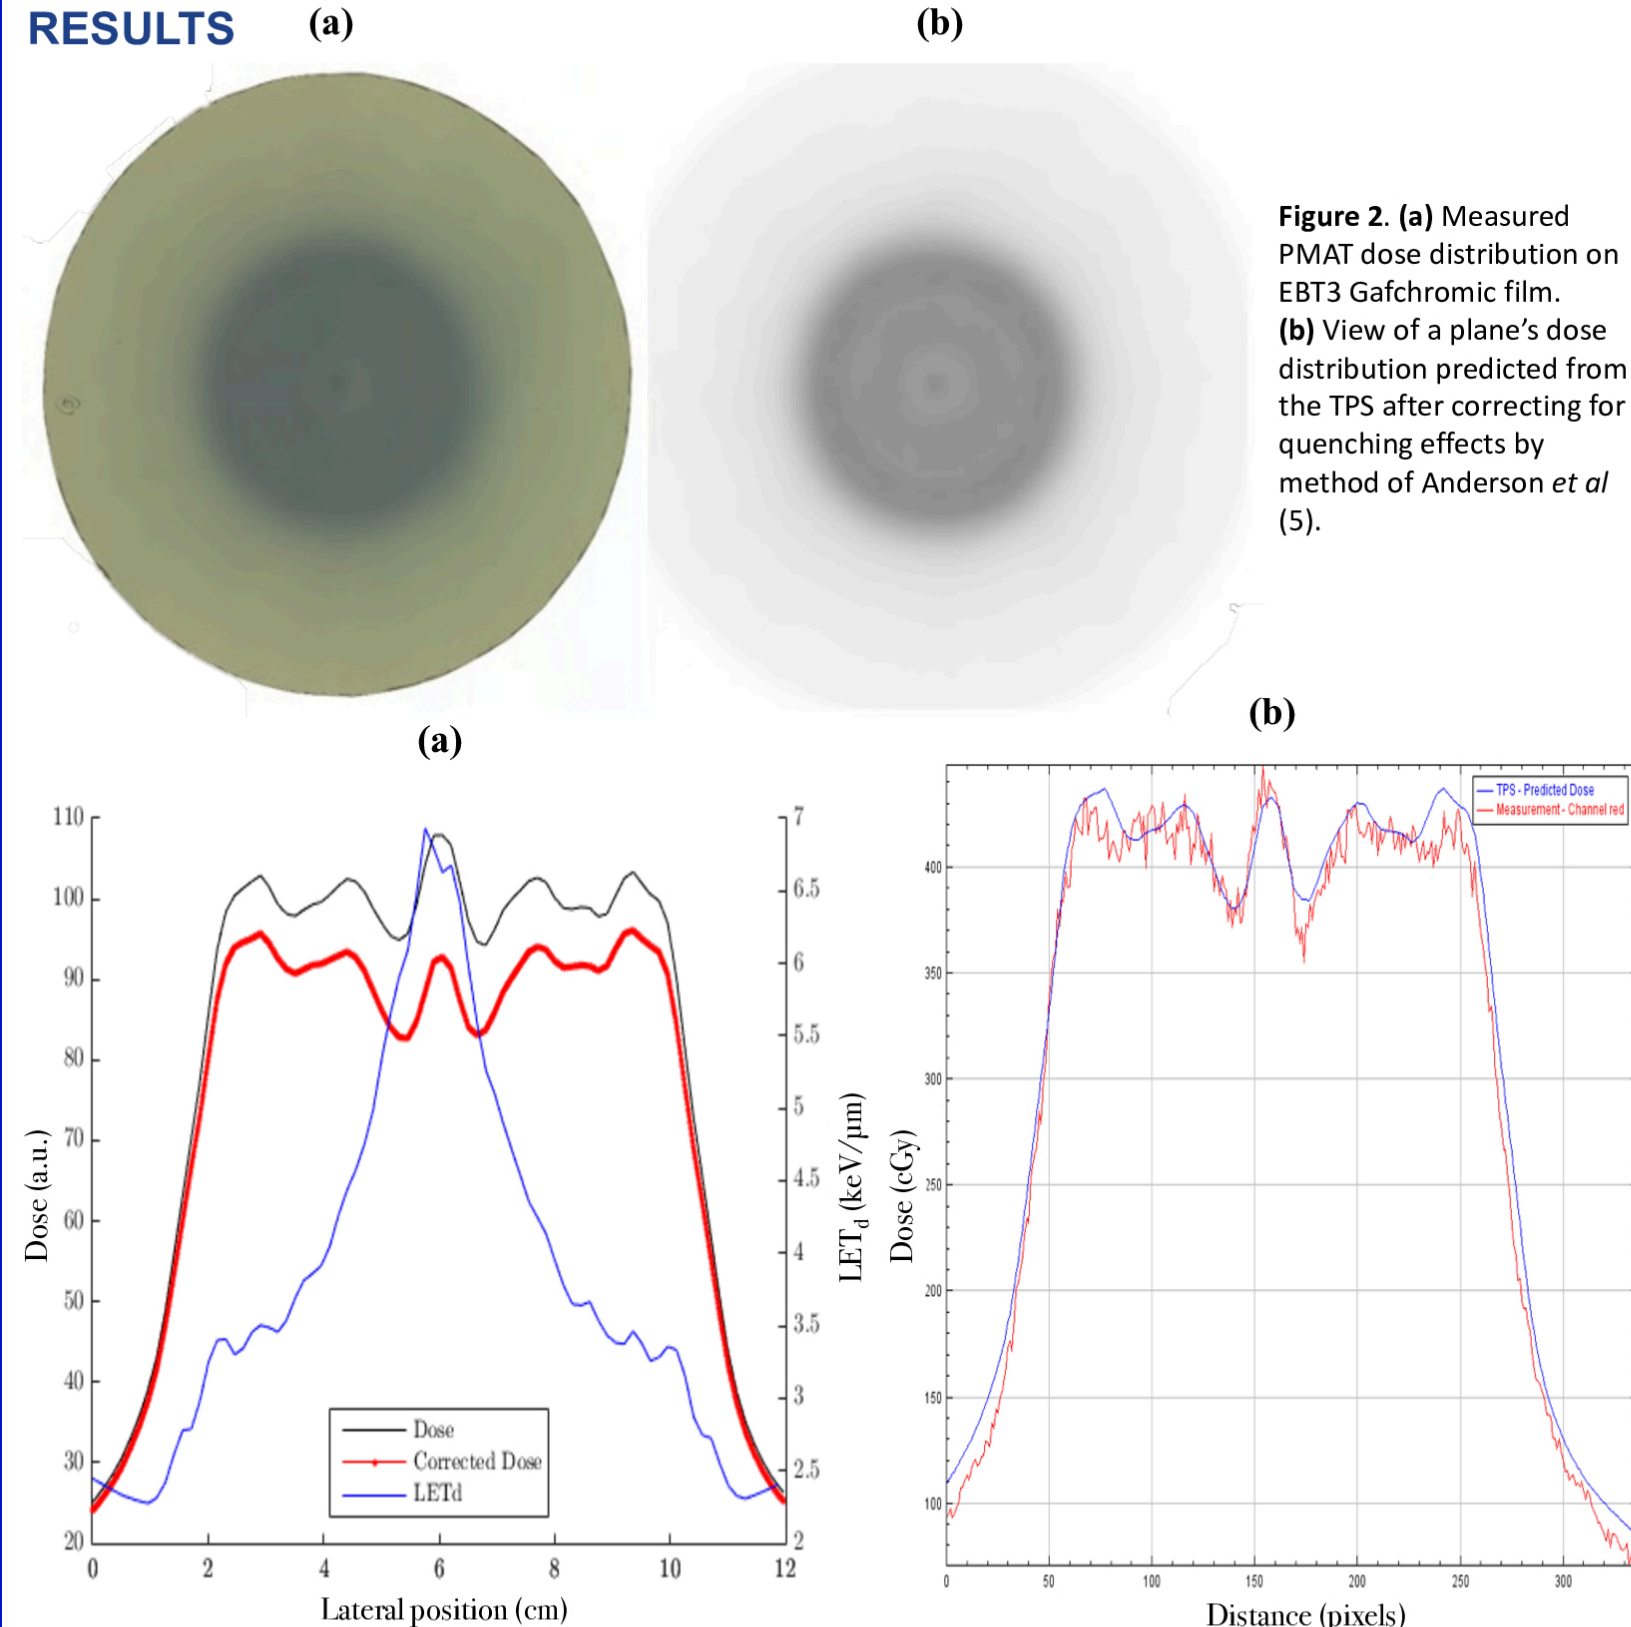 RESULTS
(a)
(b)
Figure 2. (a) Measured
PMAT dose distribution on
EBT3 Gafchromic film.
(b) View of a plane’s dose
distribution predicted from
the TPS after correcting for
quenching effects by
method of Anderson et al
(5).
(a)
110
100
90
80
70
60
50
40
30
20
Dose (a.u.)
7
6.5
6
5.5
5
4.5
4
3.5
3
2.5
2
LETd (keV/µm)
Dose
Corrected Dose
LETd
0 2 4 6 8 10 12
Lateral position (cm)
(b)
TPS - Predicted Dose
Measurement - Channel red
400
350
300
250
200
150
100
Dose (cGy)
0 50 100 150 200 250 300
Distance (pixels)